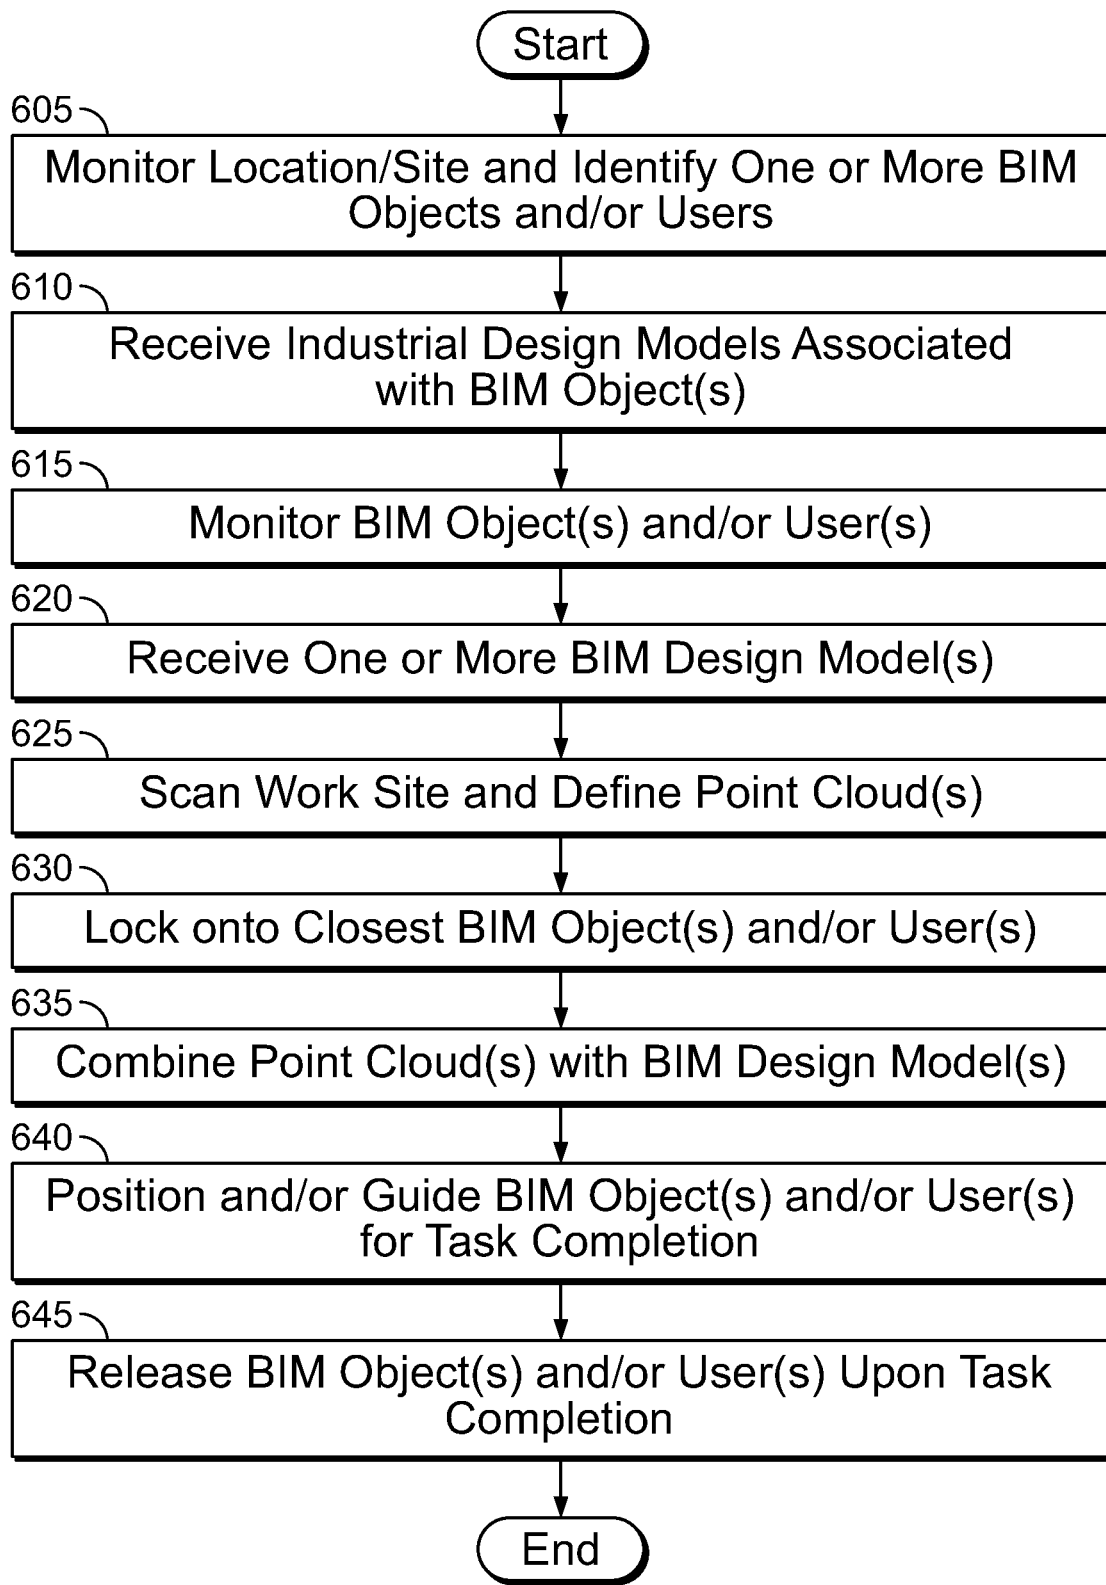 Start
605
Monitor Location/Site and Identify One or More BIM
Objects and/or Users
610
Receive Industrial Design Models Associated
with BIM Object(s)
615
Monitor BIM Object(s) and/or User(s)
620
Receive One or More BIM Design Model(s)
625
Scan Work Site and Define Point Cloud(s)
630
Lock onto Closest BIM Object(s) and/or User(s)
635
Combine Point Cloud(s) with BIM Design Model(s)
640
Position and/or Guide BIM Object(s) and/or User(s)
for Task Completion
645
Release BIM Object(s) and/or User(s) Upon Task
Completion
End